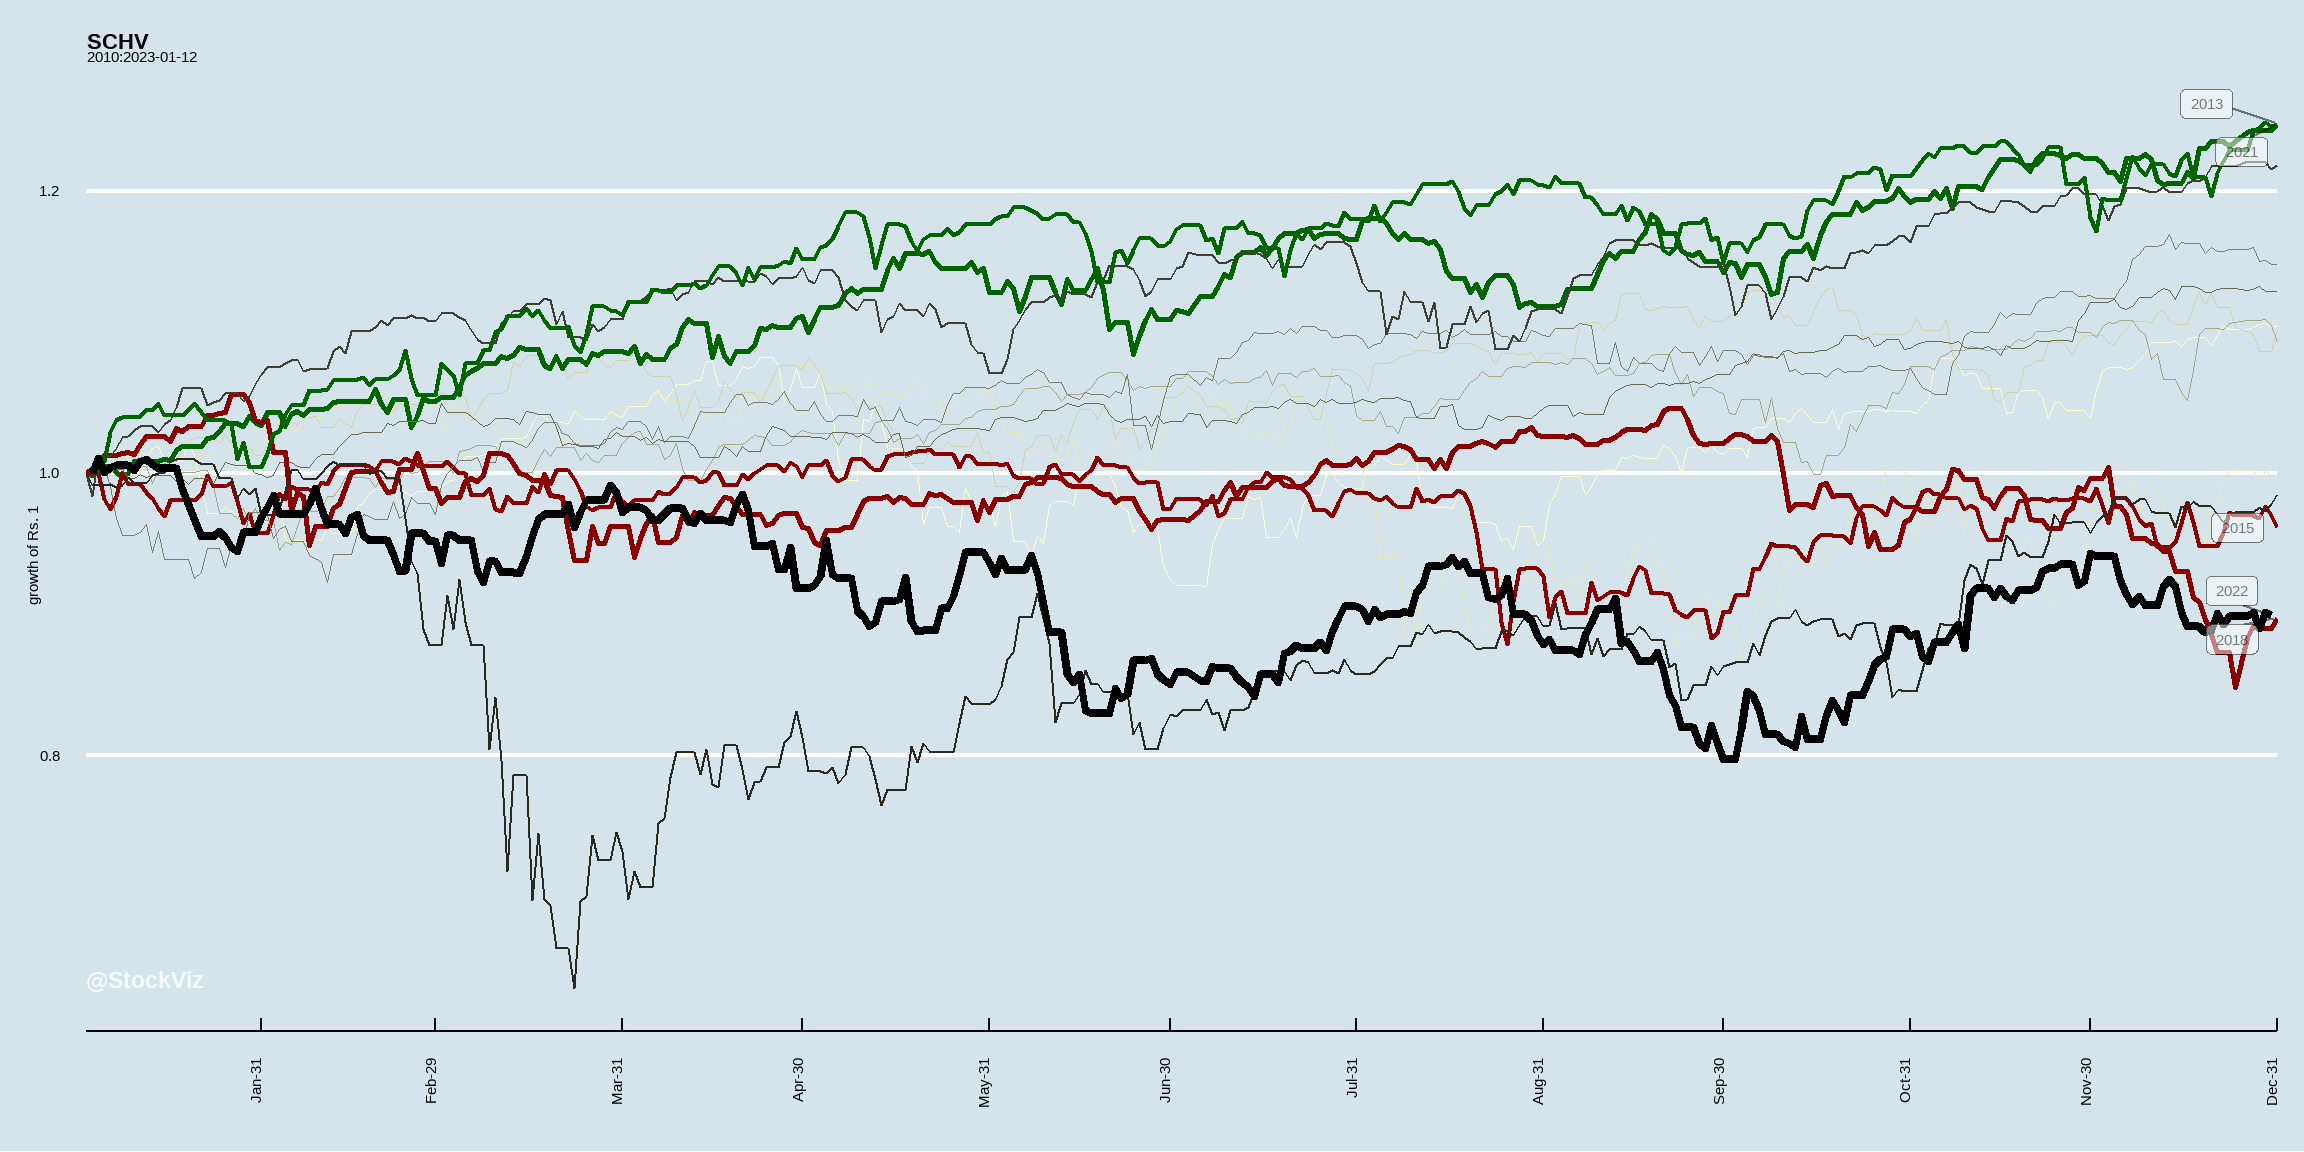 SCHV
2010:2023-01-12
2013
2021
1.2
1.0
growth of Rs. 1
2015
2022
2018
0.8
@StockViz
Jan-31
Feb-29
Mar-31
Apr-30
May-31
Jun-30
Jul-31
Aug-31
Sep-30
Oct-31
Nov-30
Dec-31